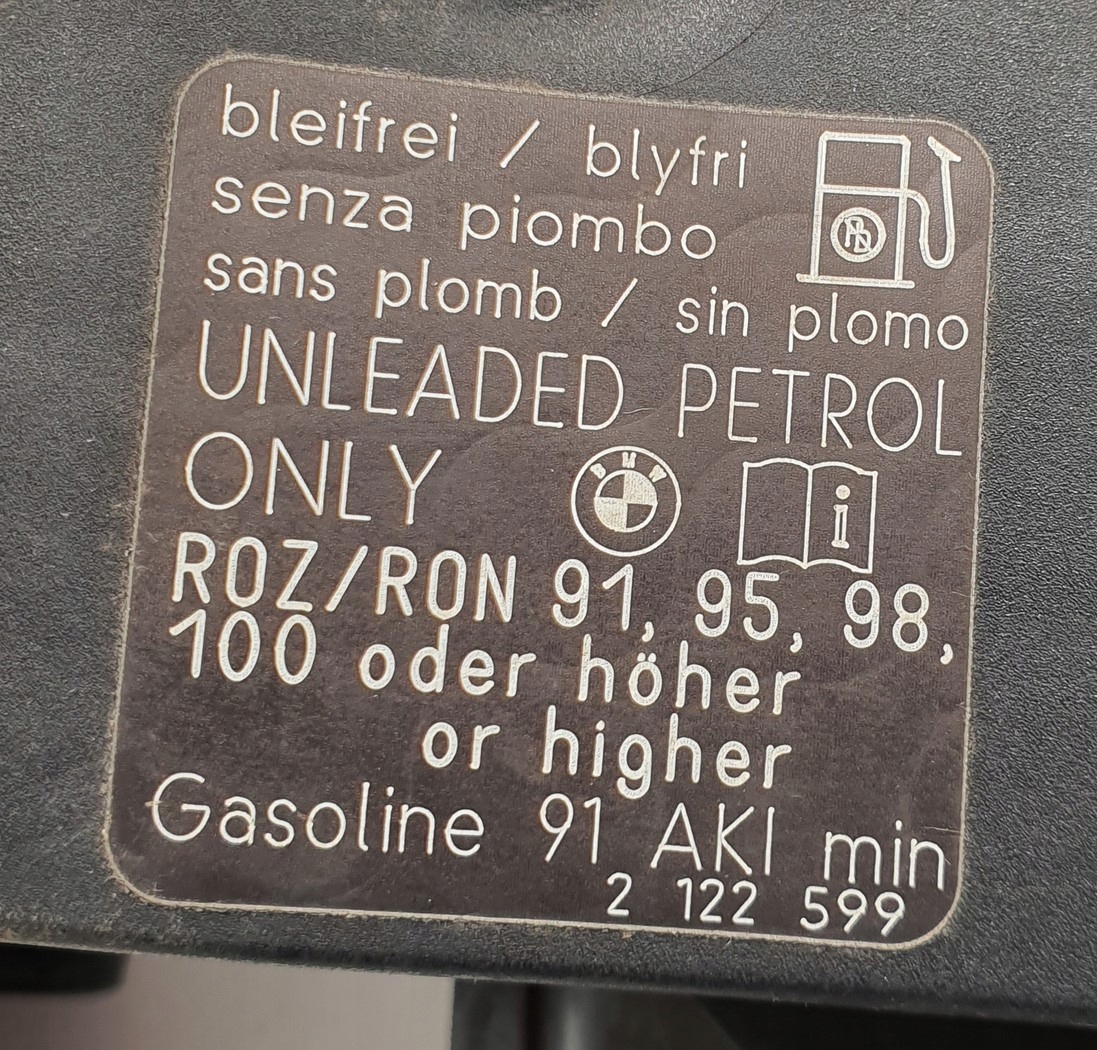 bleifrei / blyfri
senza piombo
sans plomb / sin plomo
UNLEADED PETROL
ONLY
BMW
i
ROZ/RON 91, 95, 98,
100 oder höher
or higher
Gasoline 91 AKI min
2 122 599